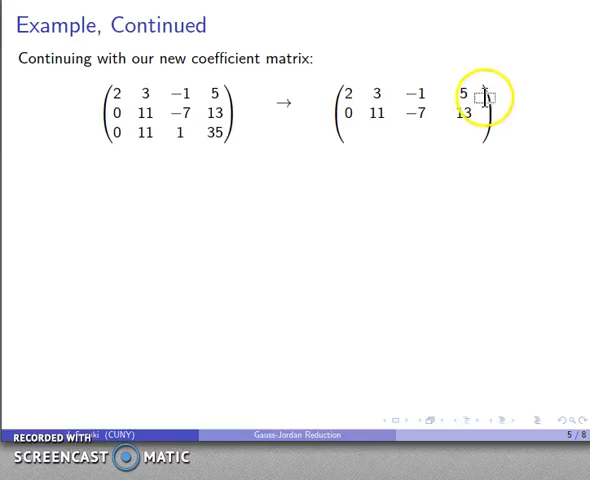 Example, Continued
Continuing with our new coefficient matrix:
2 3 −1 5 → 2 3 −1 5
0 11 −7 13 0 11 −7 13
0 11 1 35
(CUNY) Gauss-Jordan Reduction 5 / 8
RECORDED WITH
SCREENCAST MATIC